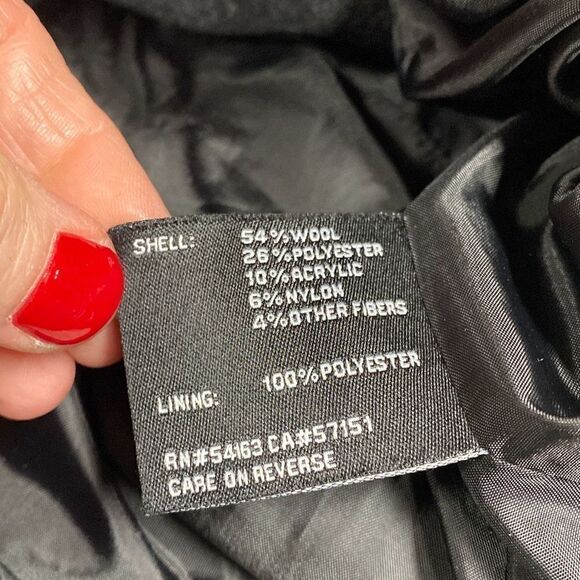 SHELL: 54%WOOL
26%POLYESTER
10%ACRYLIC
6%NYLON
4%OTHER FIBERS
LINING: 100%POLYESTER
RN#54163 CA#57151
CARE ON REVERSE